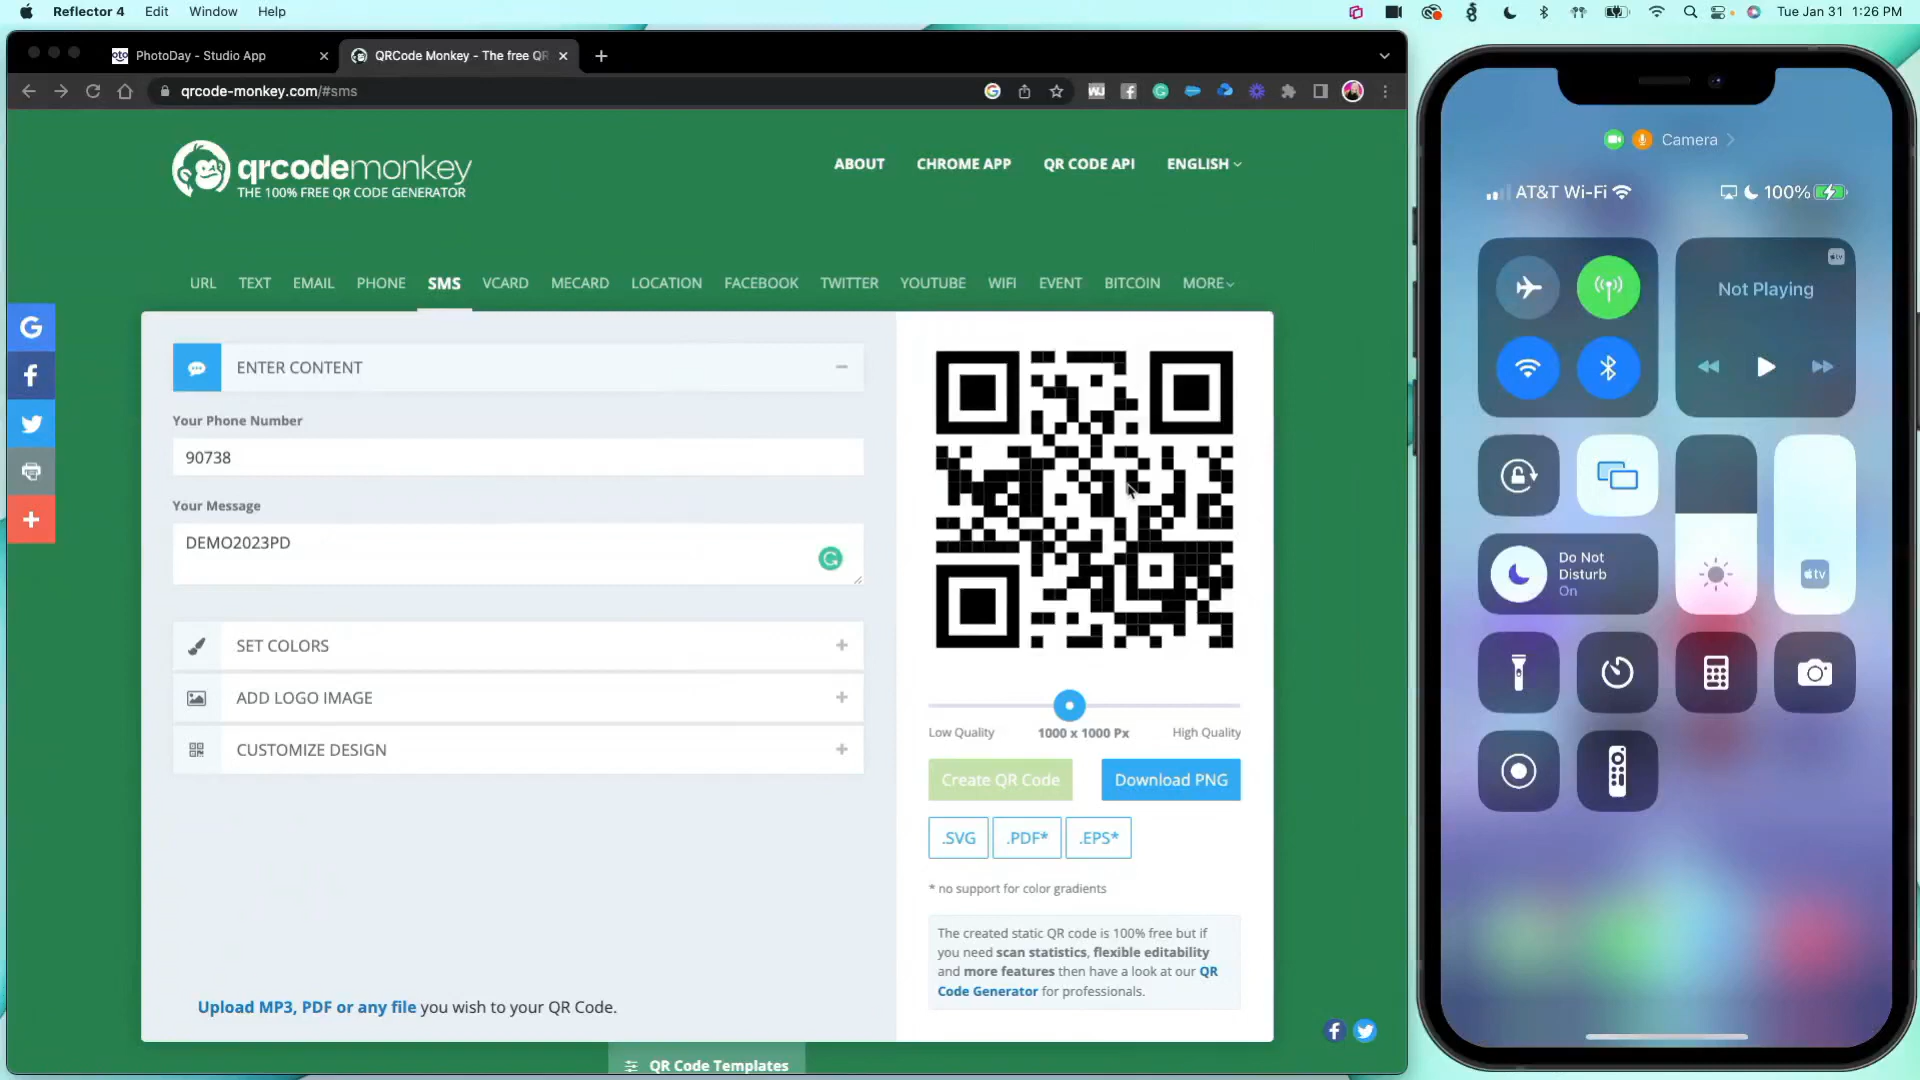 Reflector 4 Edit Window Help
Tue Jan 31 1:26 PM
PhotoDay - Studio App
QRCode Monkey - The free QR
qrcode-monkey.com/#sms
qrcodemonkey
THE 100% FREE QR CODE GENERATOR
ABOUT CHROME APP QR CODE API ENGLISH
URL TEXT EMAIL PHONE SMS VCARD MECARD LOCATION FACEBOOK TWITTER YOUTUBE WIFI EVENT BITCOIN MORE
ENTER CONTENT
Your Phone Number
90738
Your Message
DEMO2023PD
SET COLORS
ADD LOGO IMAGE
CUSTOMIZE DESIGN
Upload MP3, PDF or any file you wish to your QR Code.
Low Quality 1000 x 1000 Px High Quality
Create QR Code Download PNG
.SVG .PDF* .EPS*
* no support for color gradients
The created static QR code is 100% free but if
you need scan statistics, flexible editability
and more features then have a look at our QR
Code Generator for professionals.
QR Code Templates
Camera
AT&T Wi-Fi 100%
tv
Not Playing
Do Not
Disturb
On
tv